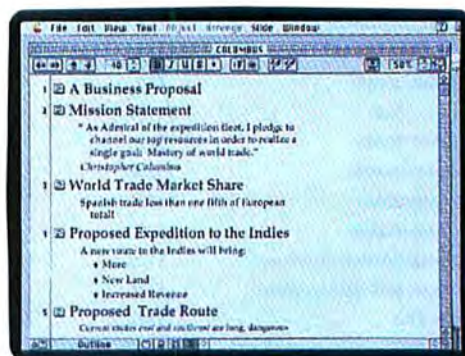 File Edit View Text Object Arrange Slide Window
COLUMBUS
40 B I U S
50%
1 A Business Proposal
2 Mission Statement
" As Admiral of the expedition fleet, I pledge to
channel our top resources in order to realize a
single goal: Mastery of world trade."
Christopher Columbus
3 World Trade Market Share
Spanish trade less than one fifth of European
total!
4 Proposed Expedition to the Indies
A new route to the Indies will bring:
♦ More
♦ New Land
♦ Increased Revenue
5 Proposed Trade Route
Current routes east and southeast are long, dangerous
Outline